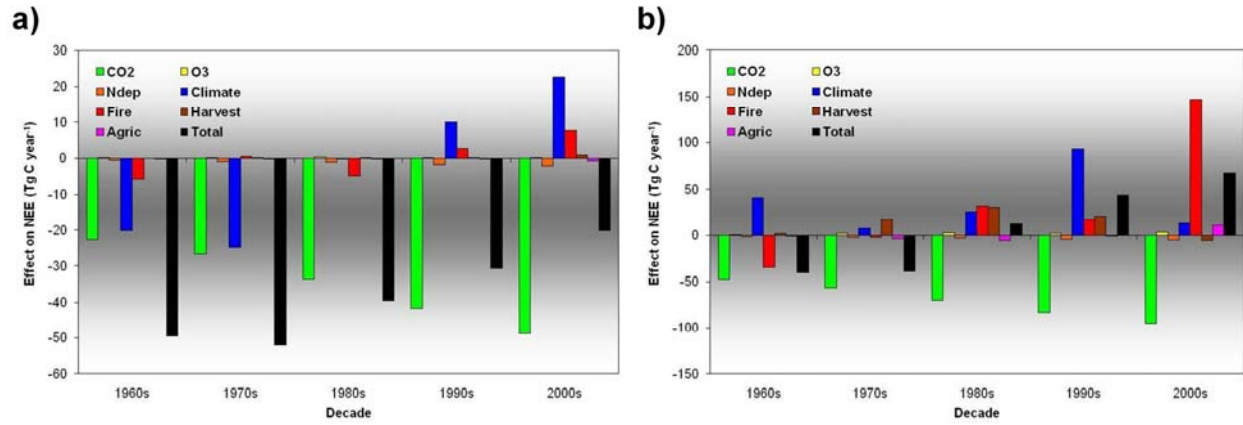 a)
Effect on NEE (Tg C year⁻¹)
30
20
10
0
-10
-20
-30
-40
-50
-60
CO2
O3
Ndep
Climate
Fire
Harvest
Agric
Total
1960s
1970s
1980s
1990s
2000s
Decade
b)
Effect on NEE (Tg C year⁻¹)
200
150
100
50
0
-50
-100
-150
CO2
O3
Ndep
Climate
Fire
Harvest
Agric
Total
1960s
1970s
1980s
1990s
2000s
Decade